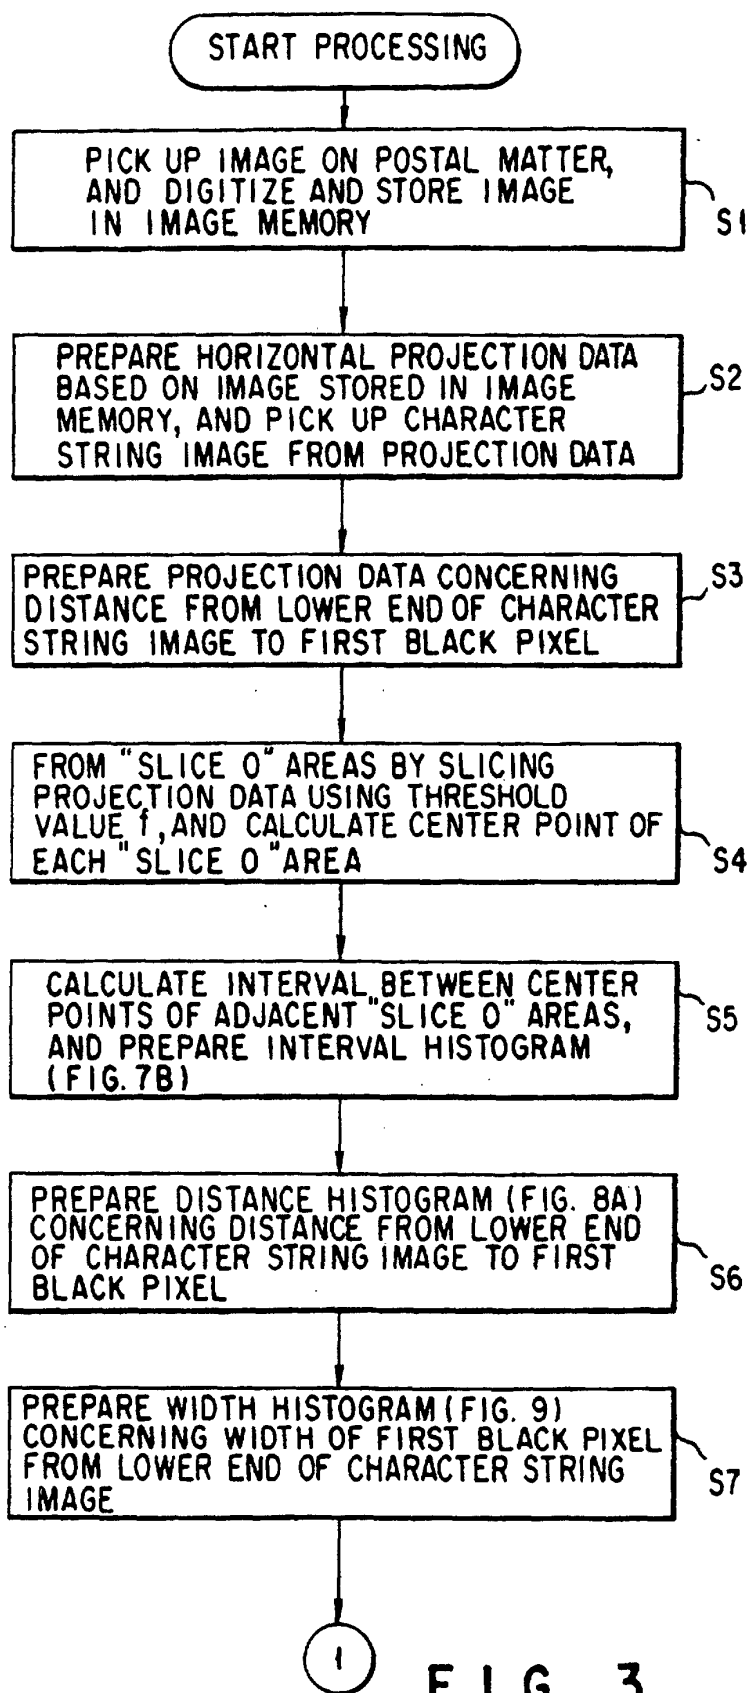 START PROCESSING
PICK UP IMAGE ON POSTAL MATTER,
AND DIGITIZE AND STORE IMAGE
IN IMAGE MEMORY
S1
PREPARE HORIZONTAL PROJECTION DATA
BASED ON IMAGE STORED IN IMAGE
MEMORY, AND PICK UP CHARACTER
STRING IMAGE FROM PROJECTION DATA
S2
PREPARE PROJECTION DATA CONCERNING
DISTANCE FROM LOWER END OF CHARACTER
STRING IMAGE TO FIRST BLACK PIXEL
S3
FROM "SLICE 0" AREAS BY SLICING
PROJECTION DATA USING THRESHOLD
VALUE f, AND CALCULATE CENTER POINT OF
EACH "SLICE 0" AREA
S4
CALCULATE INTERVAL BETWEEN CENTER
POINTS OF ADJACENT "SLICE 0" AREAS,
AND PREPARE INTERVAL HISTOGRAM
(FIG. 7B)
S5
PREPARE DISTANCE HISTOGRAM (FIG. 8A)
CONCERNING DISTANCE FROM LOWER END
OF CHARACTER STRING IMAGE TO FIRST
BLACK PIXEL
S6
PREPARE WIDTH HISTOGRAM (FIG. 9)
CONCERNING WIDTH OF FIRST BLACK PIXEL
FROM LOWER END OF CHARACTER STRING
IMAGE
S7
1
FIG. 3